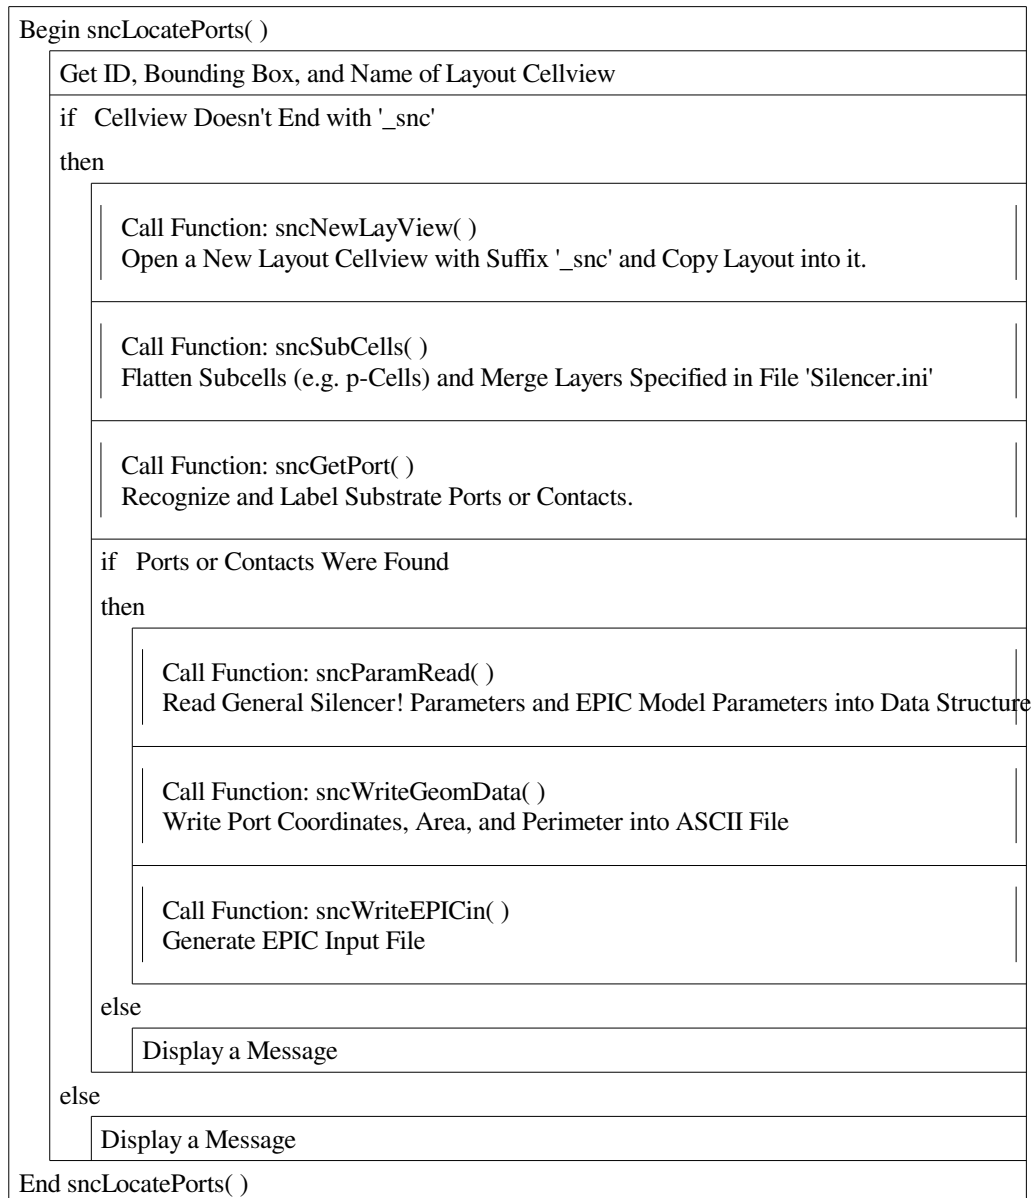 Begin sncLocatePorts( )
Get ID, Bounding Box, and Name of Layout Cellview
if Cellview Doesn't End with '_snc'
then
Call Function: sncNewLayView( )
Open a New Layout Cellview with Suffix '_snc' and Copy Layout into it.
Call Function: sncSubCells( )
Flatten Subcells (e.g. p-Cells) and Merge Layers Specified in File 'Silencer.ini'
Call Function: sncGetPort( )
Recognize and Label Substrate Ports or Contacts.
if Ports or Contacts Were Found
then
Call Function: sncParamRead( )
Read General Silencer! Parameters and EPIC Model Parameters into Data Structure
Call Function: sncWriteGeomData( )
Write Port Coordinates, Area, and Perimeter into ASCII File
Call Function: sncWriteEPICin( )
Generate EPIC Input File
else
Display a Message
else
Display a Message
End sncLocatePorts( )